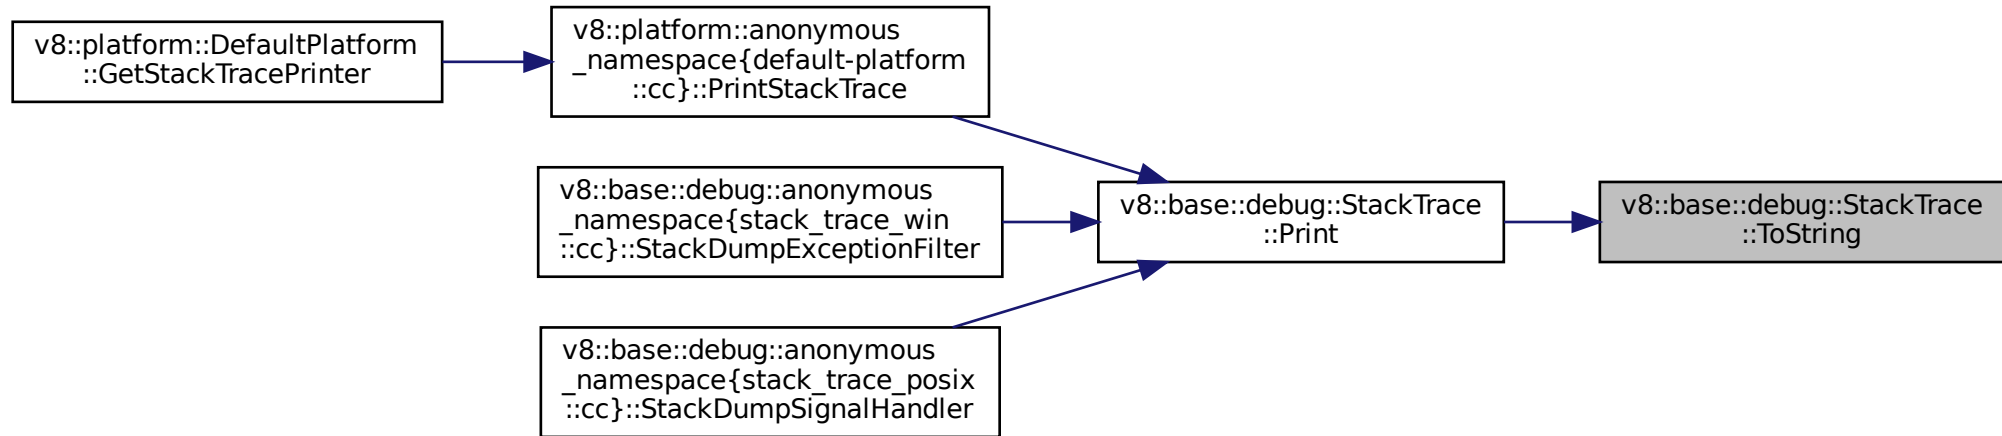 v8::platform::DefaultPlatform
::GetStackTracePrinter
v8::platform::anonymous
_namespace{default-platform
::cc}::PrintStackTrace
v8::base::debug::anonymous
_namespace{stack_trace_win
::cc}::StackDumpExceptionFilter
v8::base::debug::anonymous
_namespace{stack_trace_posix
::cc}::StackDumpSignalHandler
v8::base::debug::StackTrace
::Print
v8::base::debug::StackTrace
::ToString